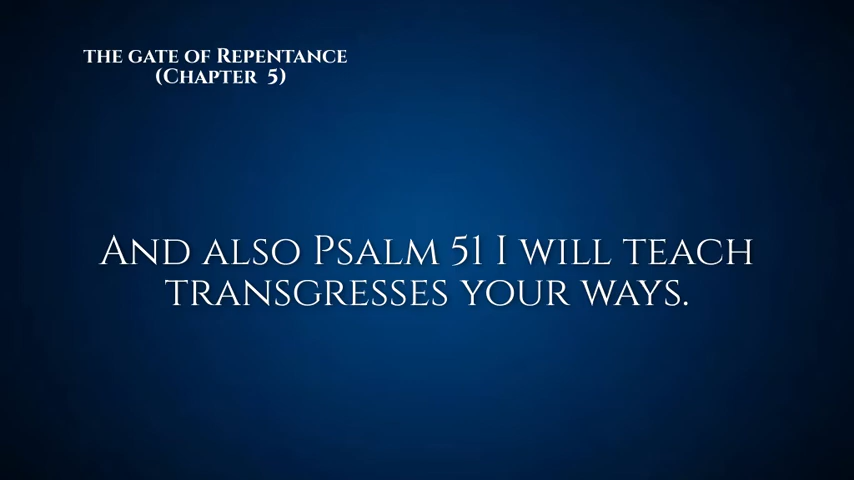 THE GATE OF REPENTANCE
(CHAPTER 5)
AND ALSO PSALM 51 I WILL TEACH
TRANSGRESSES YOUR WAYS.